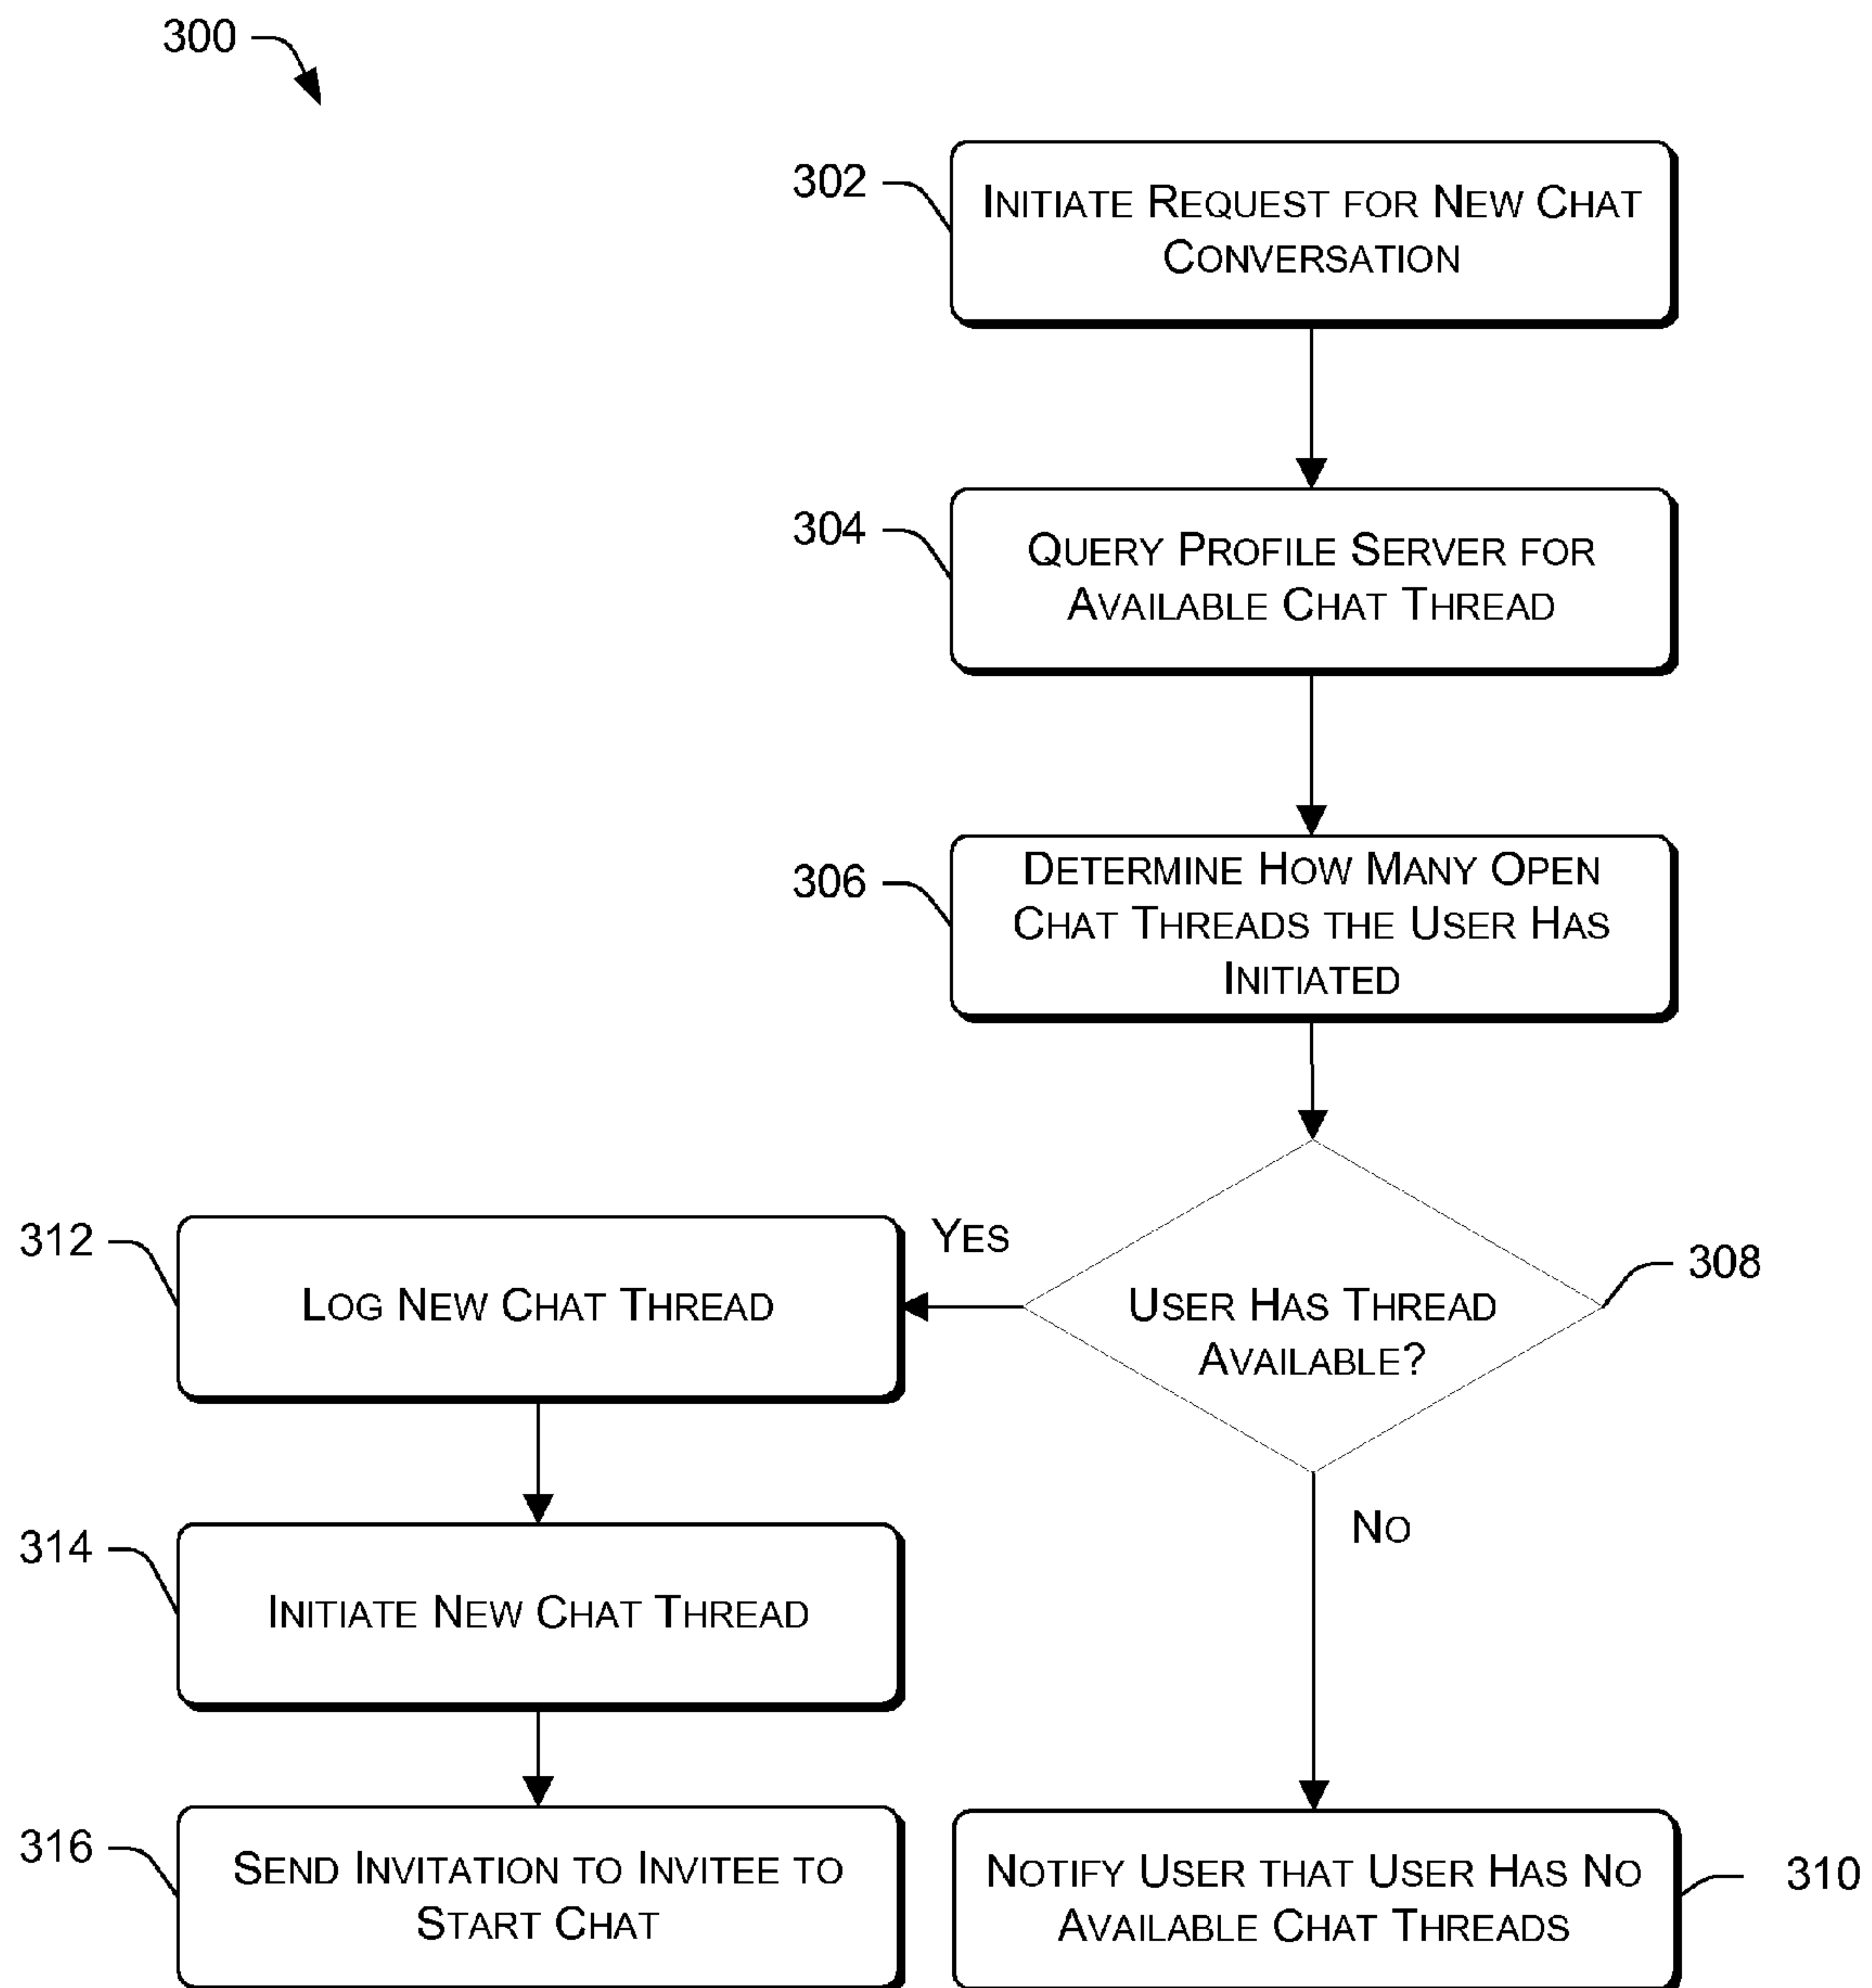 300
302
INITIATE REQUEST FOR NEW CHAT
CONVERSATION
304
QUERY PROFILE SERVER FOR
AVAILABLE CHAT THREAD
306
DETERMINE HOW MANY OPEN
CHAT THREADS THE USER HAS
INITIATED
308
USER HAS THREAD
AVAILABLE?
YES
312
LOG NEW CHAT THREAD
NO
314
INITIATE NEW CHAT THREAD
316
SEND INVITATION TO INVITEE TO
START CHAT
310
NOTIFY USER THAT USER HAS NO
AVAILABLE CHAT THREADS